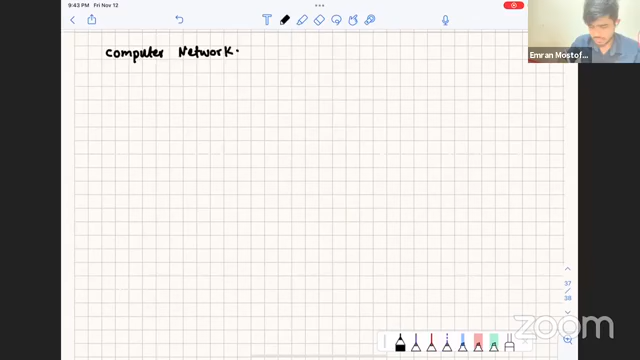 9:43 PM Fri Nov 12
Emran Mostof...
computer Network.
37
/
38
zoom